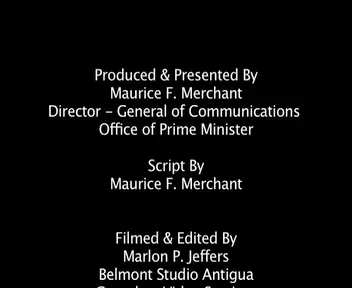 Produced & Presented By
Maurice F. Merchant
Director – General of Communications
Office of Prime Minister
Script By
Maurice F. Merchant
Filmed & Edited By
Marlon P. Jeffers
Belmont Studio Antigua